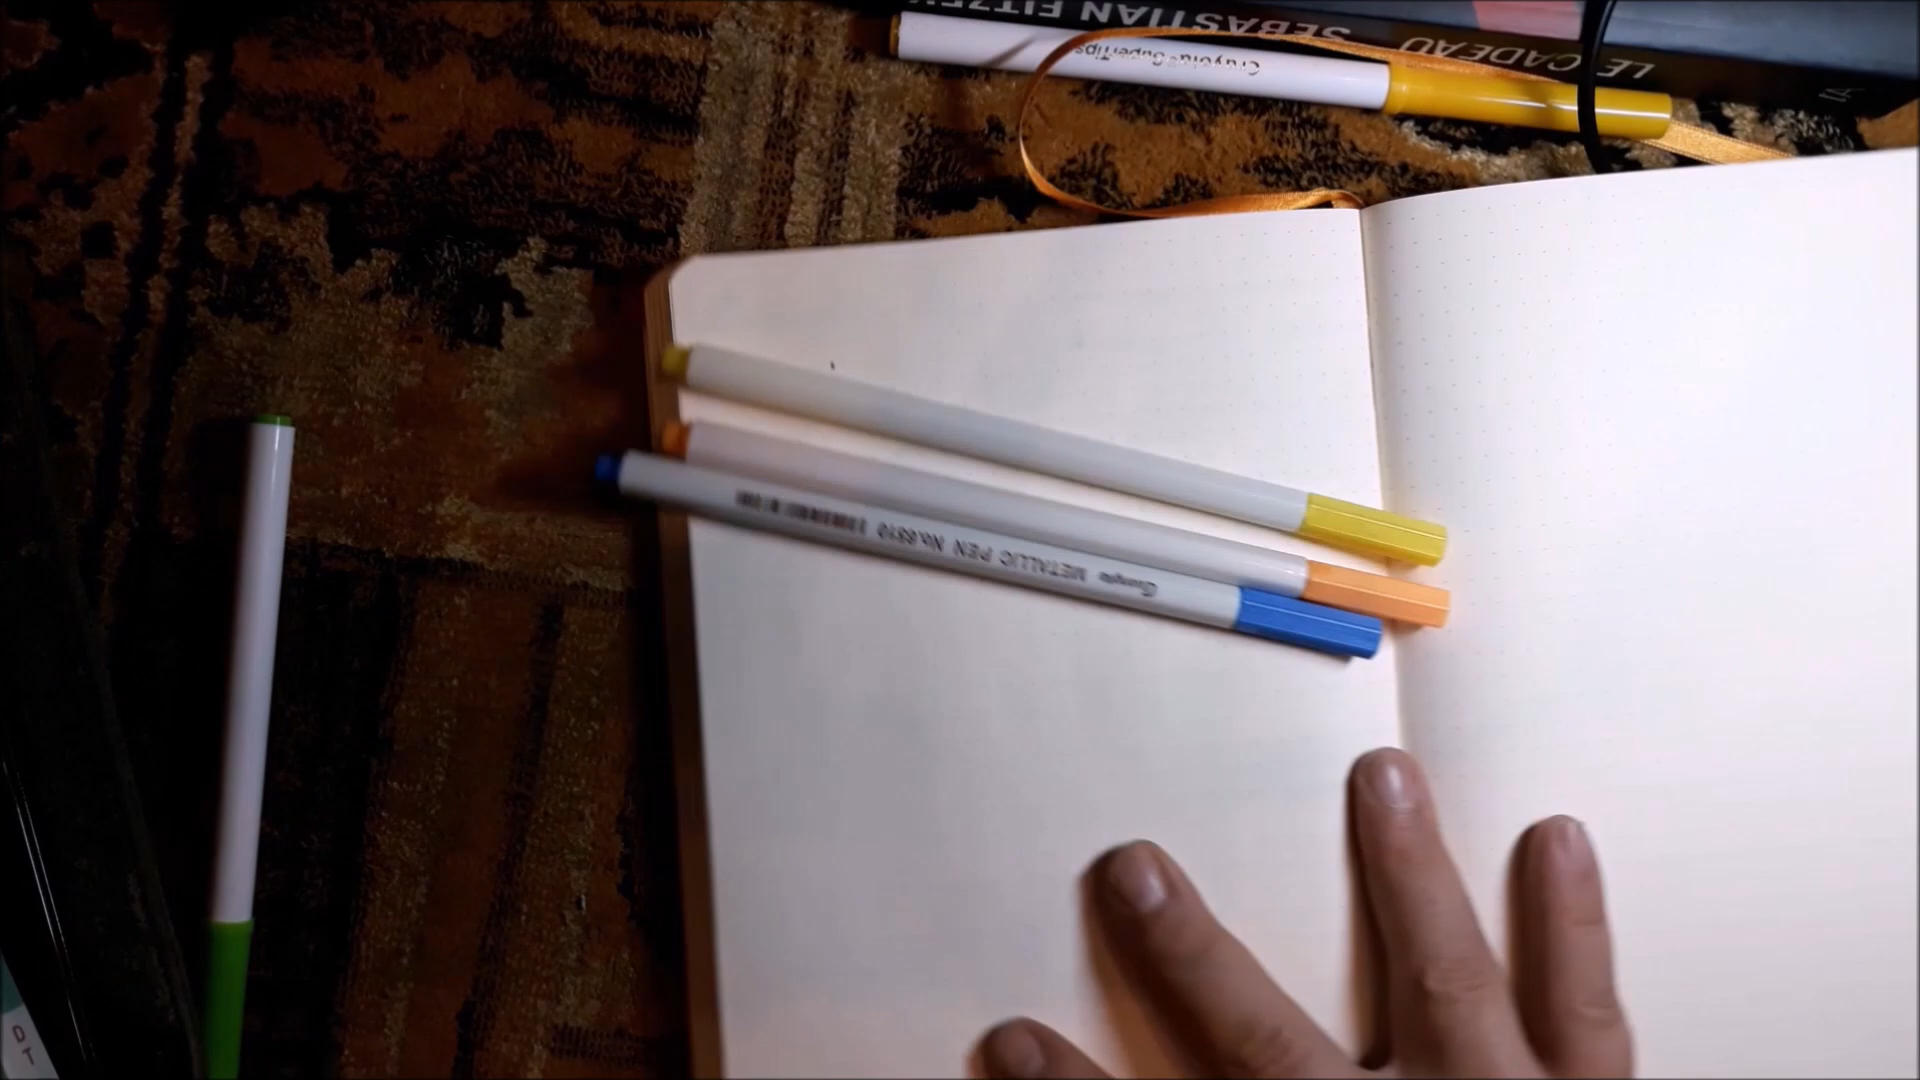 SEBASTIAN FITZEK
LE CADEAU
Crayola SuperTips
METALLIC PEN No.6510
D
T